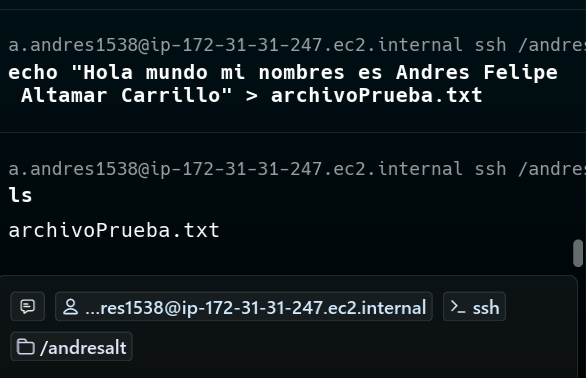 a.andres1538@ip-172-31-31-247.ec2.internal ssh /andres
echo "Hola mundo mi nombres es Andres Felipe
Altamar Carrillo" > archivoPrueba.txt
a.andres1538@ip-172-31-31-247.ec2.internal ssh /andres
ls
archivoPrueba.txt
...res1538@ip-172-31-31-247.ec2.internal >_ ssh
/andresalt